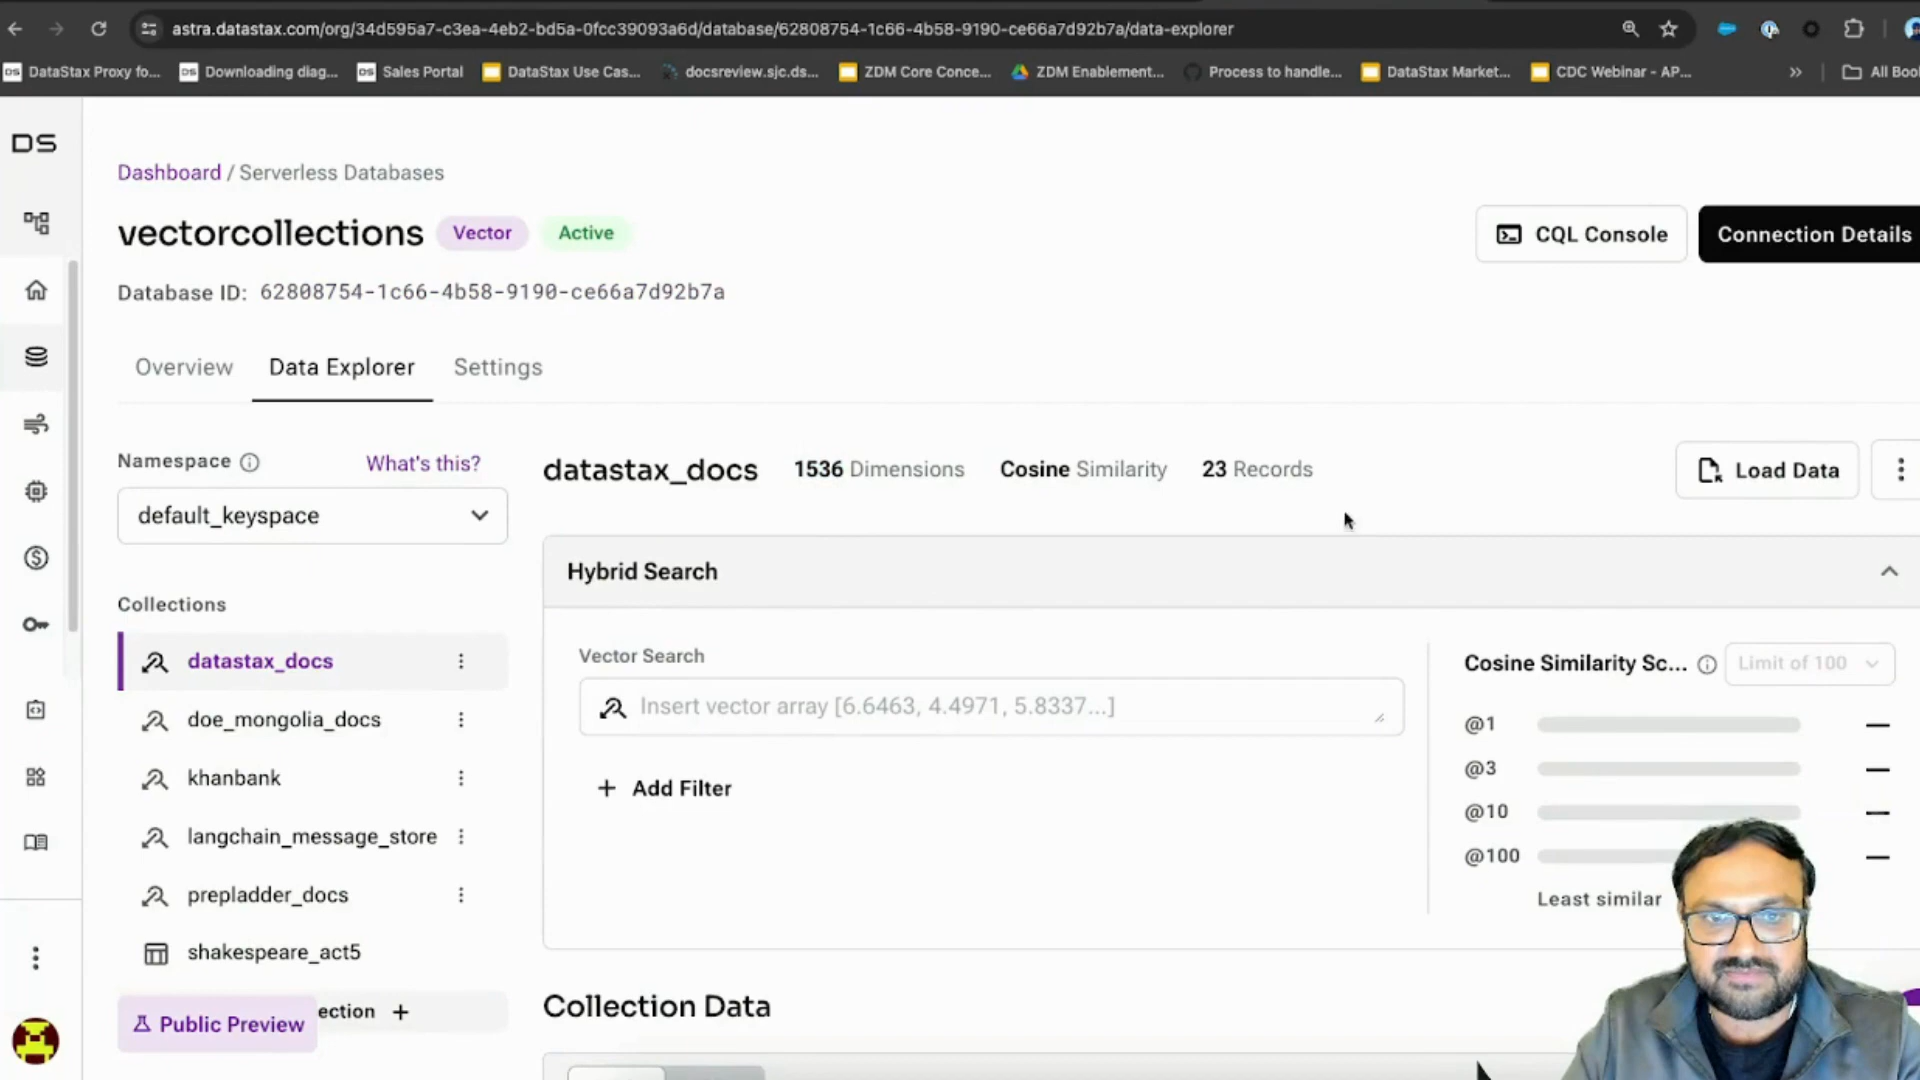 astra.datastax.com/org/34d595a7-c3ea-4eb2-bd5a-0fcc39093a6d/database/62808754-1c66-4b58-9190-ce66a7d92b7a/data-explorer
DS DataStax Proxy fo... DS Downloading diag... DS Sales Portal DataStax Use Cas... docsreview.sjc.ds... ZDM Core Conce... ZDM Enablement... Process to handle... DataStax Market... CDC Webinar - AP... » All Boo
DS
Dashboard / Serverless Databases
vectorcollections Vector Active
CQL Console
Connection Details
Database ID: 62808754-1c66-4b58-9190-ce66a7d92b7a
Overview Data Explorer Settings
Namespace What's this?
default_keyspace
Collections
datastax_docs
doe_mongolia_docs
khanbank
langchain_message_store
prepladder_docs
shakespeare_act5
ection +
Public Preview
datastax_docs 1536 Dimensions Cosine Similarity 23 Records
Load Data
Hybrid Search
Vector Search
Insert vector array [6.6463, 4.4971, 5.8337...]
+ Add Filter
Cosine Similarity Sc... Limit of 100
@1 —
@3 —
@10 —
@100 —
Least similar
Collection Data